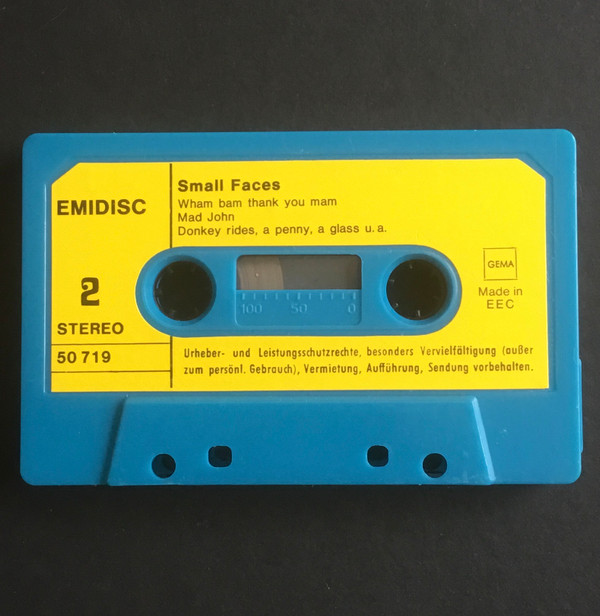 EMIDISC
2
STEREO
50 719
Small Faces
Wham bam thank you mam
Mad John
Donkey rides, a penny, a glass u. a.
100 50 0
GEMA
Made in
EEC
Urheber- und Leistungsschutzrechte, besonders Vervielfältigung (außer
zum persönl. Gebrauch), Vermietung, Aufführung, Sendung vorbehalten.